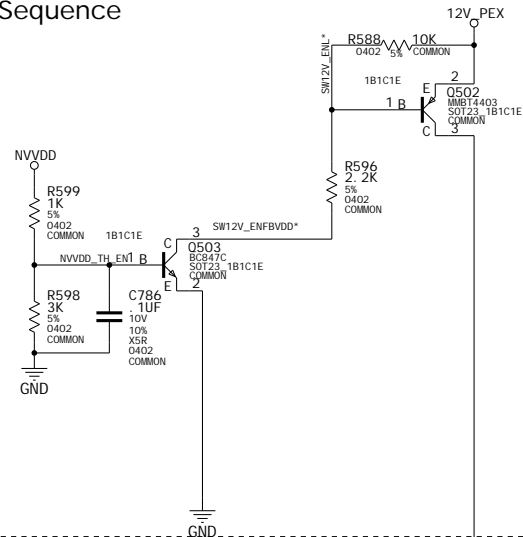 Sequence
12V_PEX
R588 10K
0402 5% COMMON
SW12V_ENL*
1B1C1E
2
E
1 B
Q502
MMBT4403
SOT23_1B1C1E
COMMON
C 3
R596
2.2K
5%
0402
COMMON
NVVDD
R599
1K
5%
0402
COMMON
1B1C1E
NVVDD_TH_EN 1 B
C 3
SW12V_ENFBVDD*
Q503
BC847C
SOT23_1B1C1E
COMMON
E 2
R598
3K
5%
0402
COMMON
C786
.1UF
10V
10%
X5R
0402
COMMON
GND
GND